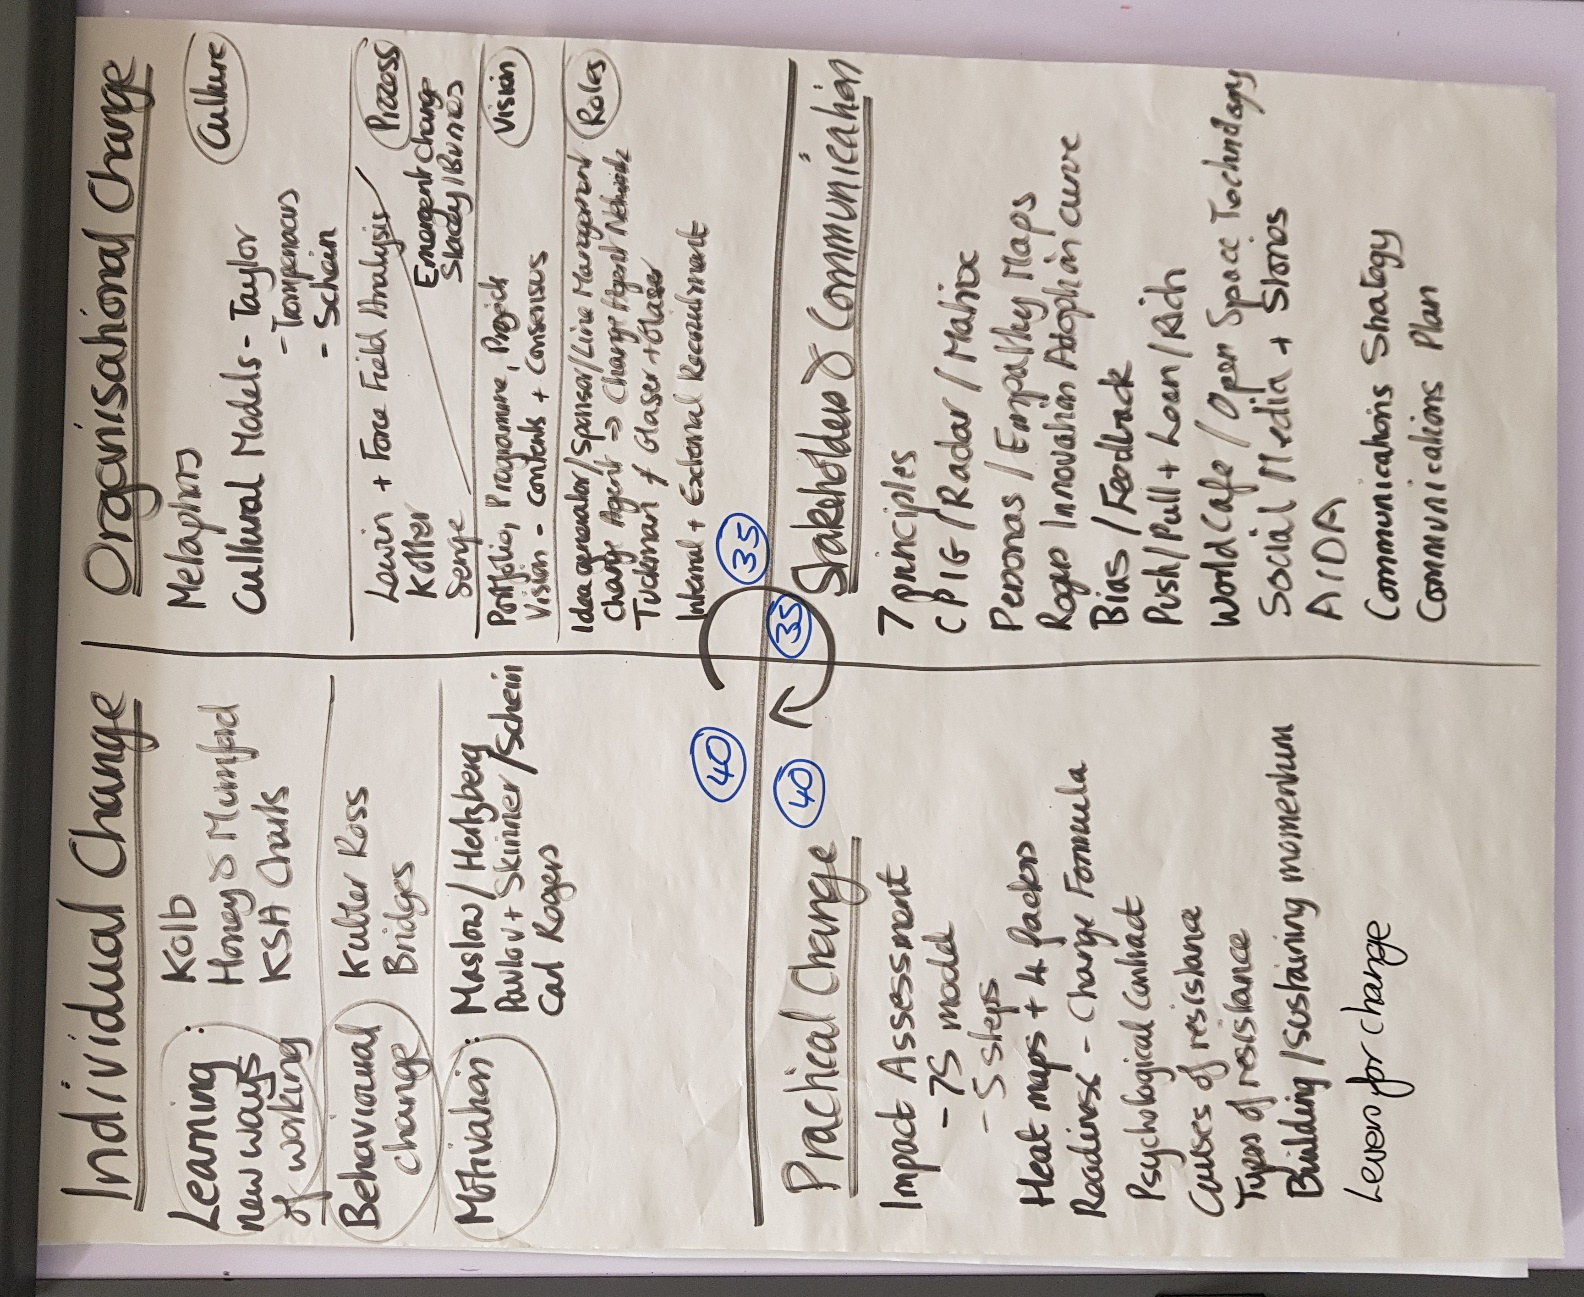 Individual Change
Learning:
new ways
of working
Kolb
Honey & Mumford
KSA Charts
Behavioural
change
Kubler Ross
Bridges
Motivation:
Maslow / Hertzberg
Pavlov + Skinner / Schein
Carl Rogers
40
Organisational Change
Metaphors
Culture
Cultural Models - Taylor
- Trompenaars
- Schein
Lewin + Force Field Analysis
Process
Kotter
Emergent change
Senge
Stacey / Burnes
Portfolio, Programme, Project
Vision
Vision - contents + consensus
Idea generator / Sponsor / Line Management
Roles
Change Agent => Change Agent Network
Tuckman / Glaser + Glaser
Internal + External Recruitment
35
Practical Change
40
Impact Assessment
- 7S model
- 5 steps
Heat maps + 4 factors
Readiness - Change Formula
Psychological Contract
Causes of resistance
Types of resistance
Building / sustaining momentum
Levers for change
35
Stakeholders & Communication
7 principles
CPIG / Radar / Matrix
Personas / Empathy Maps
Rogers Innovation Adoption curve
Bias / Feedback
Push / Pull + Lean / Rich
World Cafe / Open Space Technology
Social Media + Stories
AIDA
Communications Strategy
Communications Plan